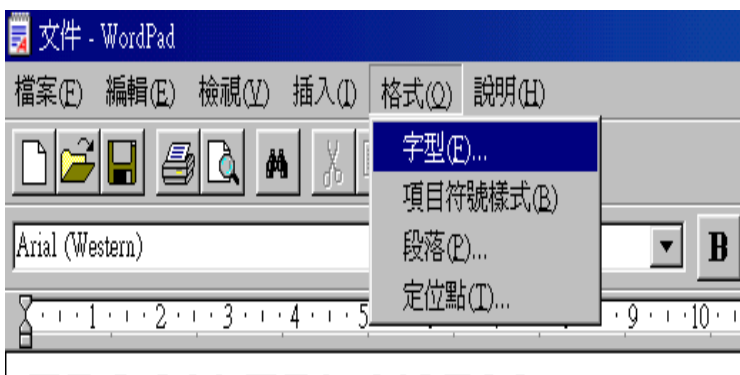 文件 - WordPad
檔案(F) 編輯(E) 檢視(V) 插入(I) 格式(O) 說明(H)
字型(F)...
項目符號樣式(B)
段落(P)...
定位點(T)...
Arial (Western)
B
1 2 3 4 5 9 10